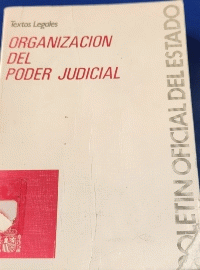 Textos Legales
ORGANIZACION
DEL
PODER JUDICIAL
BOLETIN OFICIAL DEL ESTADO